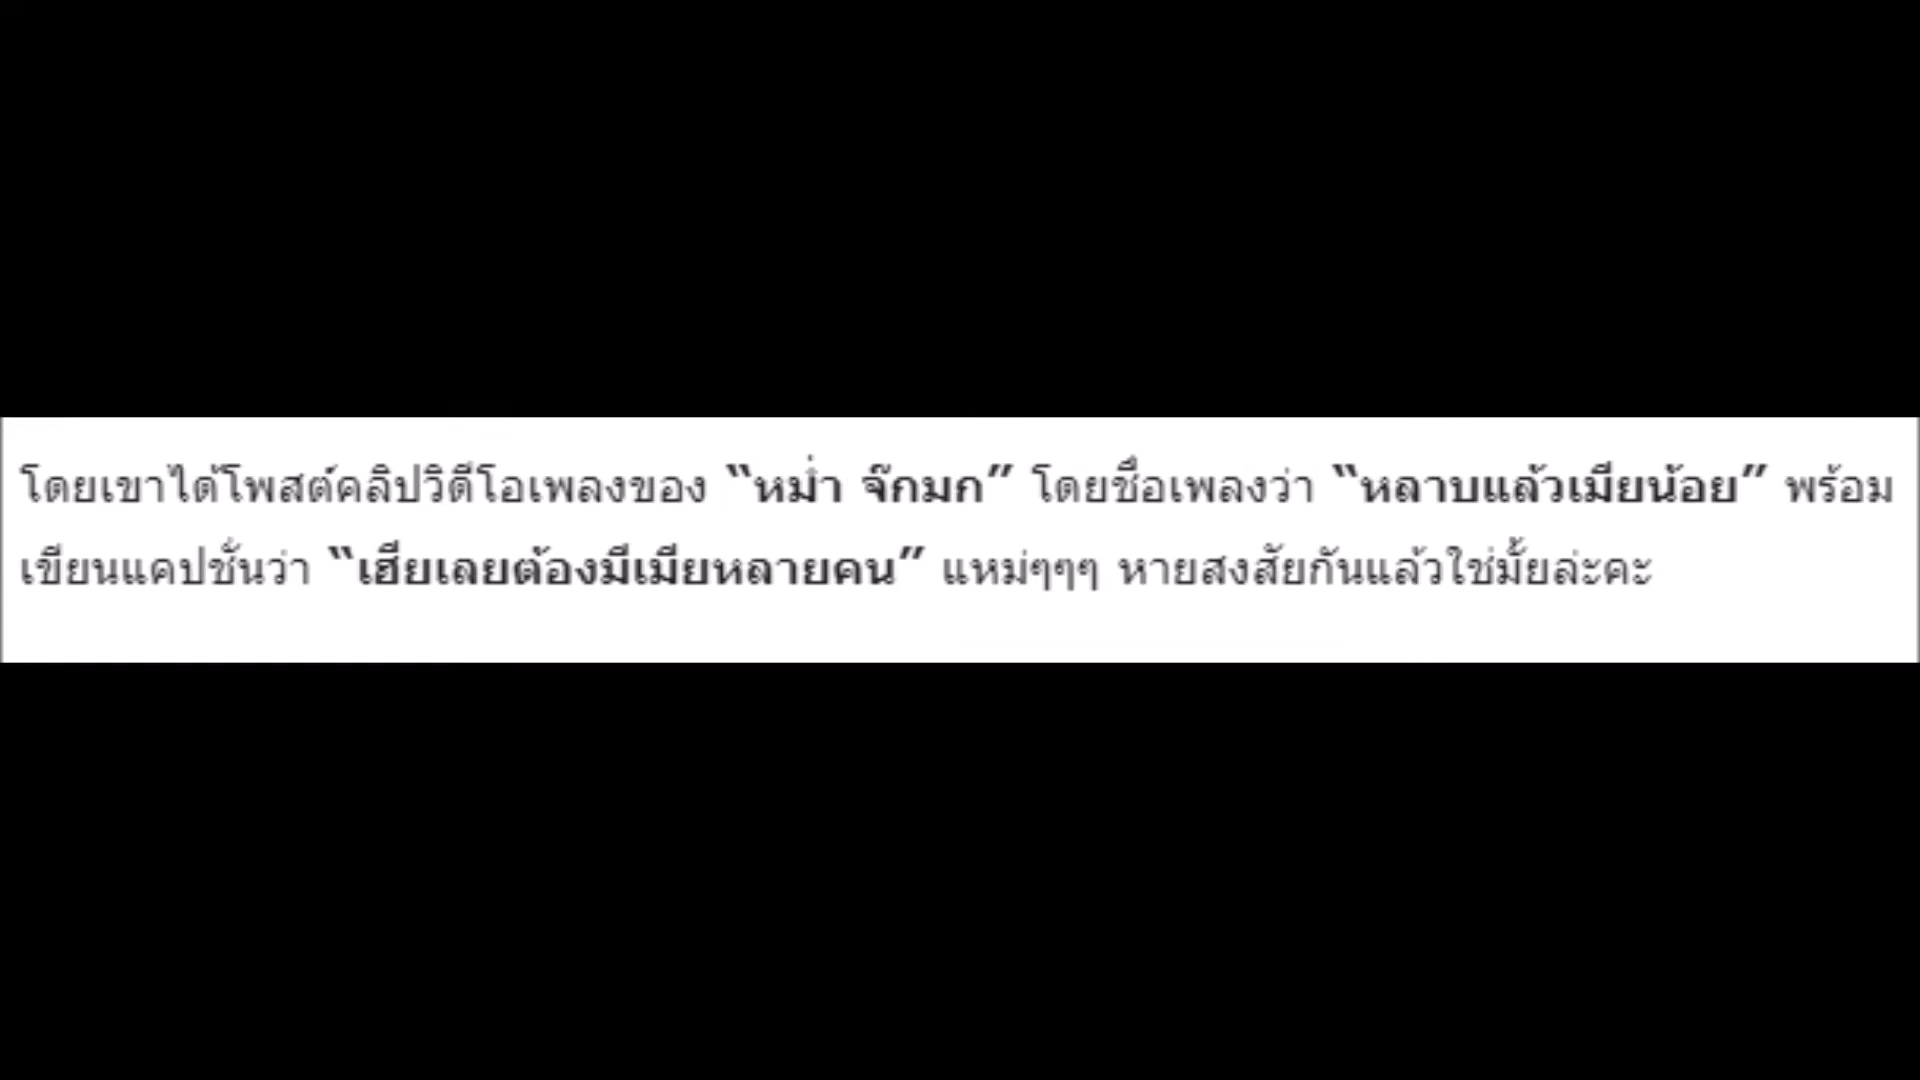 โดยเขาได้โพสต์คลิปวิดีโอเพลงของ “หม่ำ จ๊กมก” โดยชื่อเพลงว่า “หลาบแล้วเมียน้อย” พร้อม
เขียนแคปชั่นว่า “เฮียเลยต้องมีเมียหลายคน” แหม่ๆๆๆ หายสงสัยกันแล้วใช่มั้ยล่ะคะ